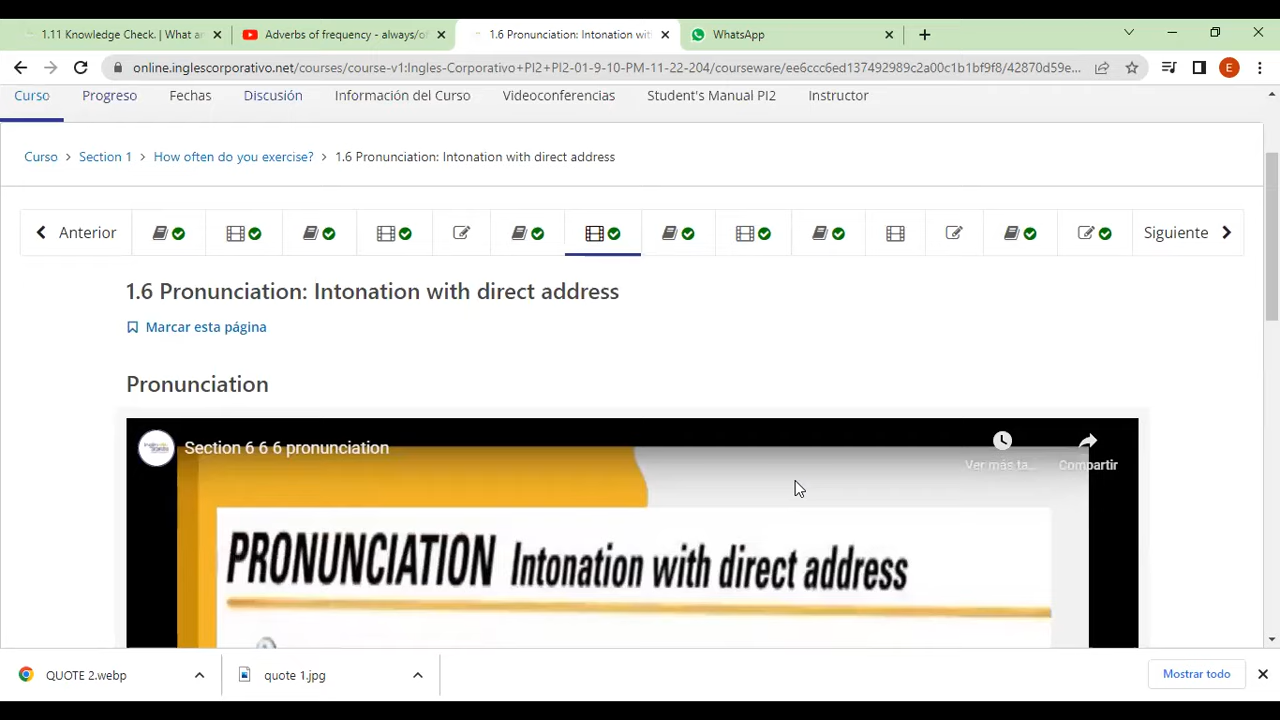 1.11 Knowledge Check. | What ar
Adverbs of frequency - always/of
1.6 Pronunciation: Intonation wit
WhatsApp
online.inglescorporativo.net/courses/course-v1:Ingles-Corporativo+PI2+PI2-01-9-10-PM-11-22-204/courseware/ee6ccc6ed137492989c2a00c1b1bf9f8/42870d59e...
E
Curso
Progreso
Fechas
Discusión
Información del Curso
Videoconferencias
Student's Manual PI2
Instructor
Curso > Section 1 > How often do you exercise? > 1.6 Pronunciation: Intonation with direct address
Anterior
Siguiente
1.6 Pronunciation: Intonation with direct address
Marcar esta página
Pronunciation
Section 6 6 6 pronunciation
Ver más ta...
Compartir
PRONUNCIATION Intonation with direct address
QUOTE 2.webp
quote 1.jpg
Mostrar todo